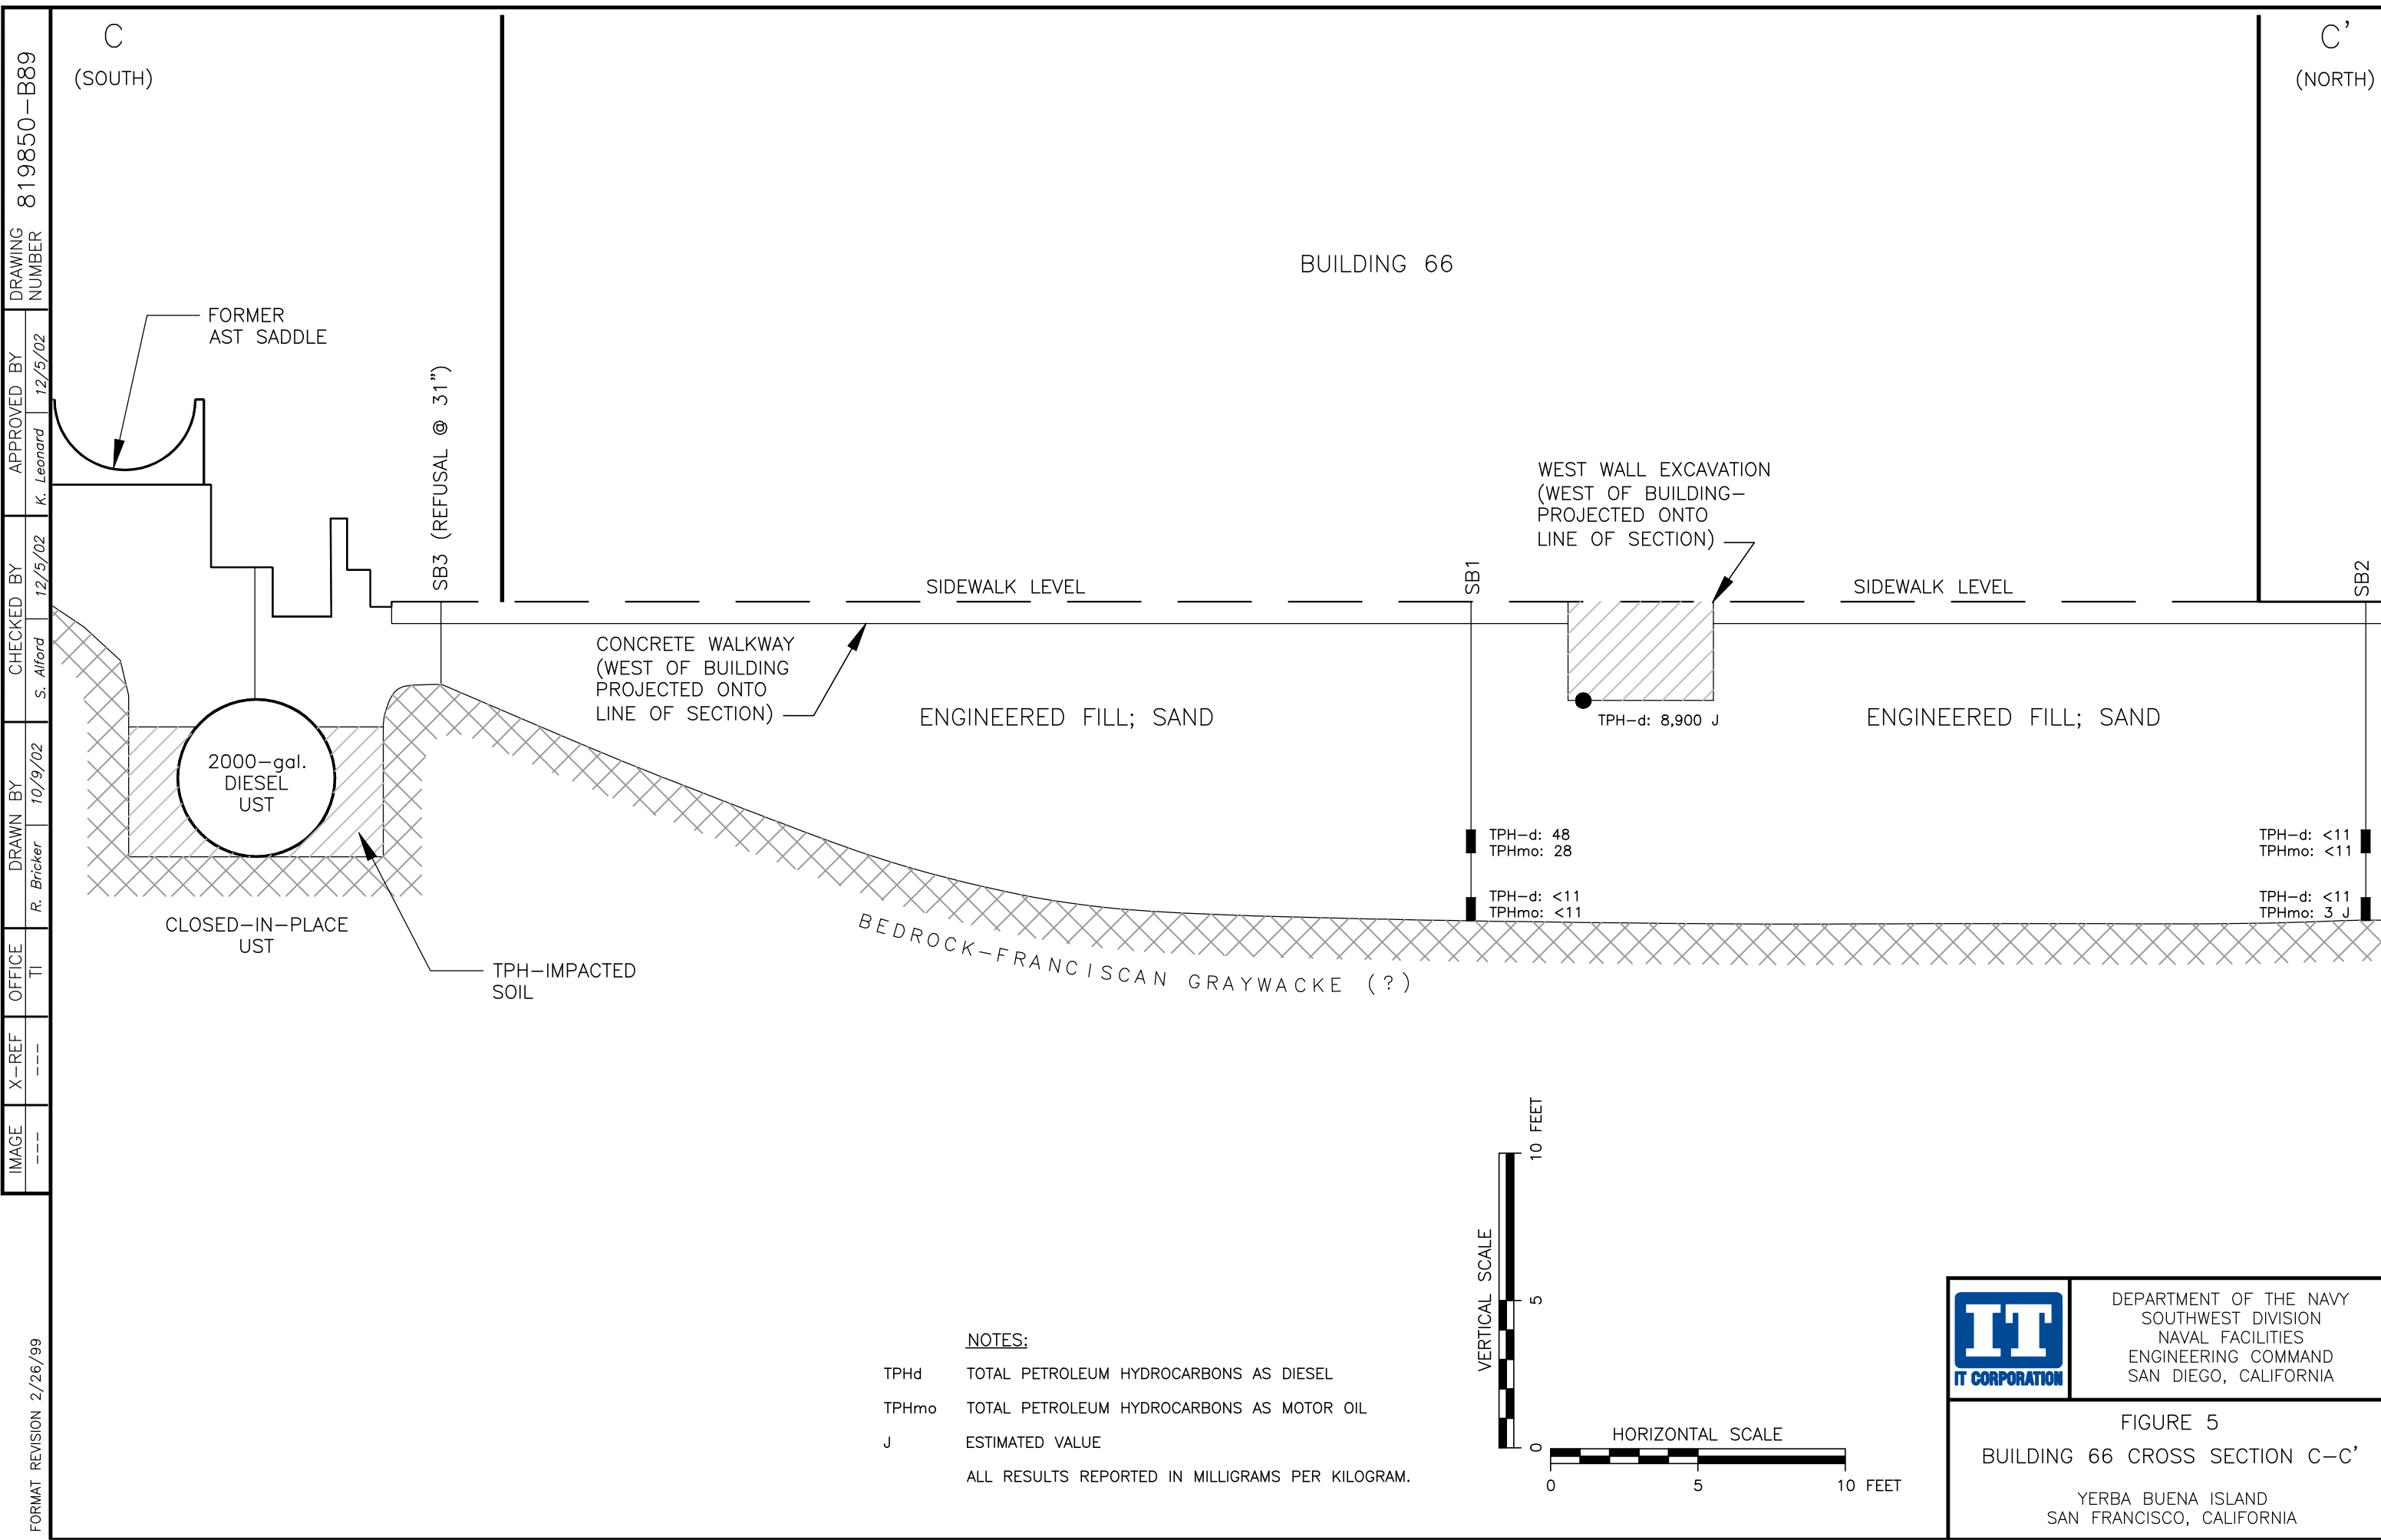 C
(SOUTH)
C'
(NORTH)
BUILDING 66
FORMER
AST SADDLE
SB3 (REFUSAL @ 31")
WEST WALL EXCAVATION
(WEST OF BUILDING-
PROJECTED ONTO
LINE OF SECTION)
SIDEWALK LEVEL
SB1
SIDEWALK LEVEL
SB2
CONCRETE WALKWAY
(WEST OF BUILDING
PROJECTED ONTO
LINE OF SECTION)
ENGINEERED FILL; SAND
TPH-d: 8,900 J
ENGINEERED FILL; SAND
2000-gal.
DIESEL
UST
TPH-d: 48
TPHmo: 28
TPH-d: <11
TPHmo: <11
TPH-d: <11
TPHmo: <11
TPH-d: <11
TPHmo: 3 J
CLOSED-IN-PLACE
UST
TPH-IMPACTED
SOIL
BEDROCK-FRANCISCAN GRAYWACKE (?)
VERTICAL SCALE
0 5 10 FEET
HORIZONTAL SCALE
0 5 10 FEET
NOTES:
TPHd TOTAL PETROLEUM HYDROCARBONS AS DIESEL
TPHmo TOTAL PETROLEUM HYDROCARBONS AS MOTOR OIL
J ESTIMATED VALUE
ALL RESULTS REPORTED IN MILLIGRAMS PER KILOGRAM.
IT
IT CORPORATION
DEPARTMENT OF THE NAVY
SOUTHWEST DIVISION
NAVAL FACILITIES
ENGINEERING COMMAND
SAN DIEGO, CALIFORNIA
FIGURE 5
BUILDING 66 CROSS SECTION C-C'
YERBA BUENA ISLAND
SAN FRANCISCO, CALIFORNIA
FORMAT REVISION 2/26/99
IMAGE
---
X-REF
---
OFFICE
TI
DRAWN BY
R. Bricker 10/9/02
CHECKED BY
S. Alford 12/5/02
APPROVED BY
K. Leonard 12/5/02
DRAWING
NUMBER
819850-B89